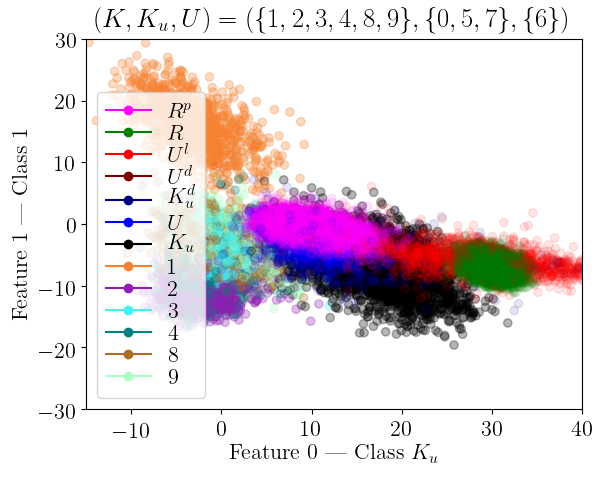 (K, K_u, U) = ({1, 2, 3, 4, 8, 9}, {0, 5, 7}, {6})
30
20
10
0
−10
−20
−30
Feature 1 — Class 1
R^p
R
U^l
U^d
K_u^d
U
K_u
1
2
3
4
8
9
−10
0
10
20
30
40
Feature 0 — Class K_u